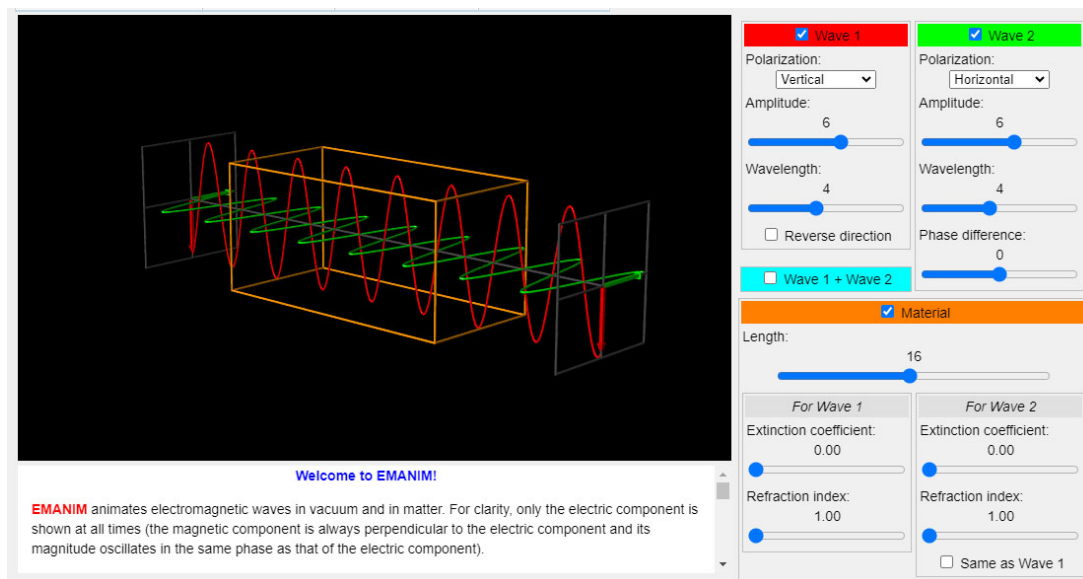 Wave 1
Polarization:
Vertical
Amplitude:
6
Wavelength:
4
Reverse direction
Wave 2
Polarization:
Horizontal
Amplitude:
6
Wavelength:
4
Phase difference:
0
Wave 1 + Wave 2
Material
Length:
16
For Wave 1
Extinction coefficient:
0.00
Refraction index:
1.00
For Wave 2
Extinction coefficient:
0.00
Refraction index:
1.00
Same as Wave 1
Welcome to EMANIM!
EMANIM animates electromagnetic waves in vacuum and in matter. For clarity, only the electric component is
shown at all times (the magnetic component is always perpendicular to the electric component and its
magnitude oscillates in the same phase as that of the electric component).